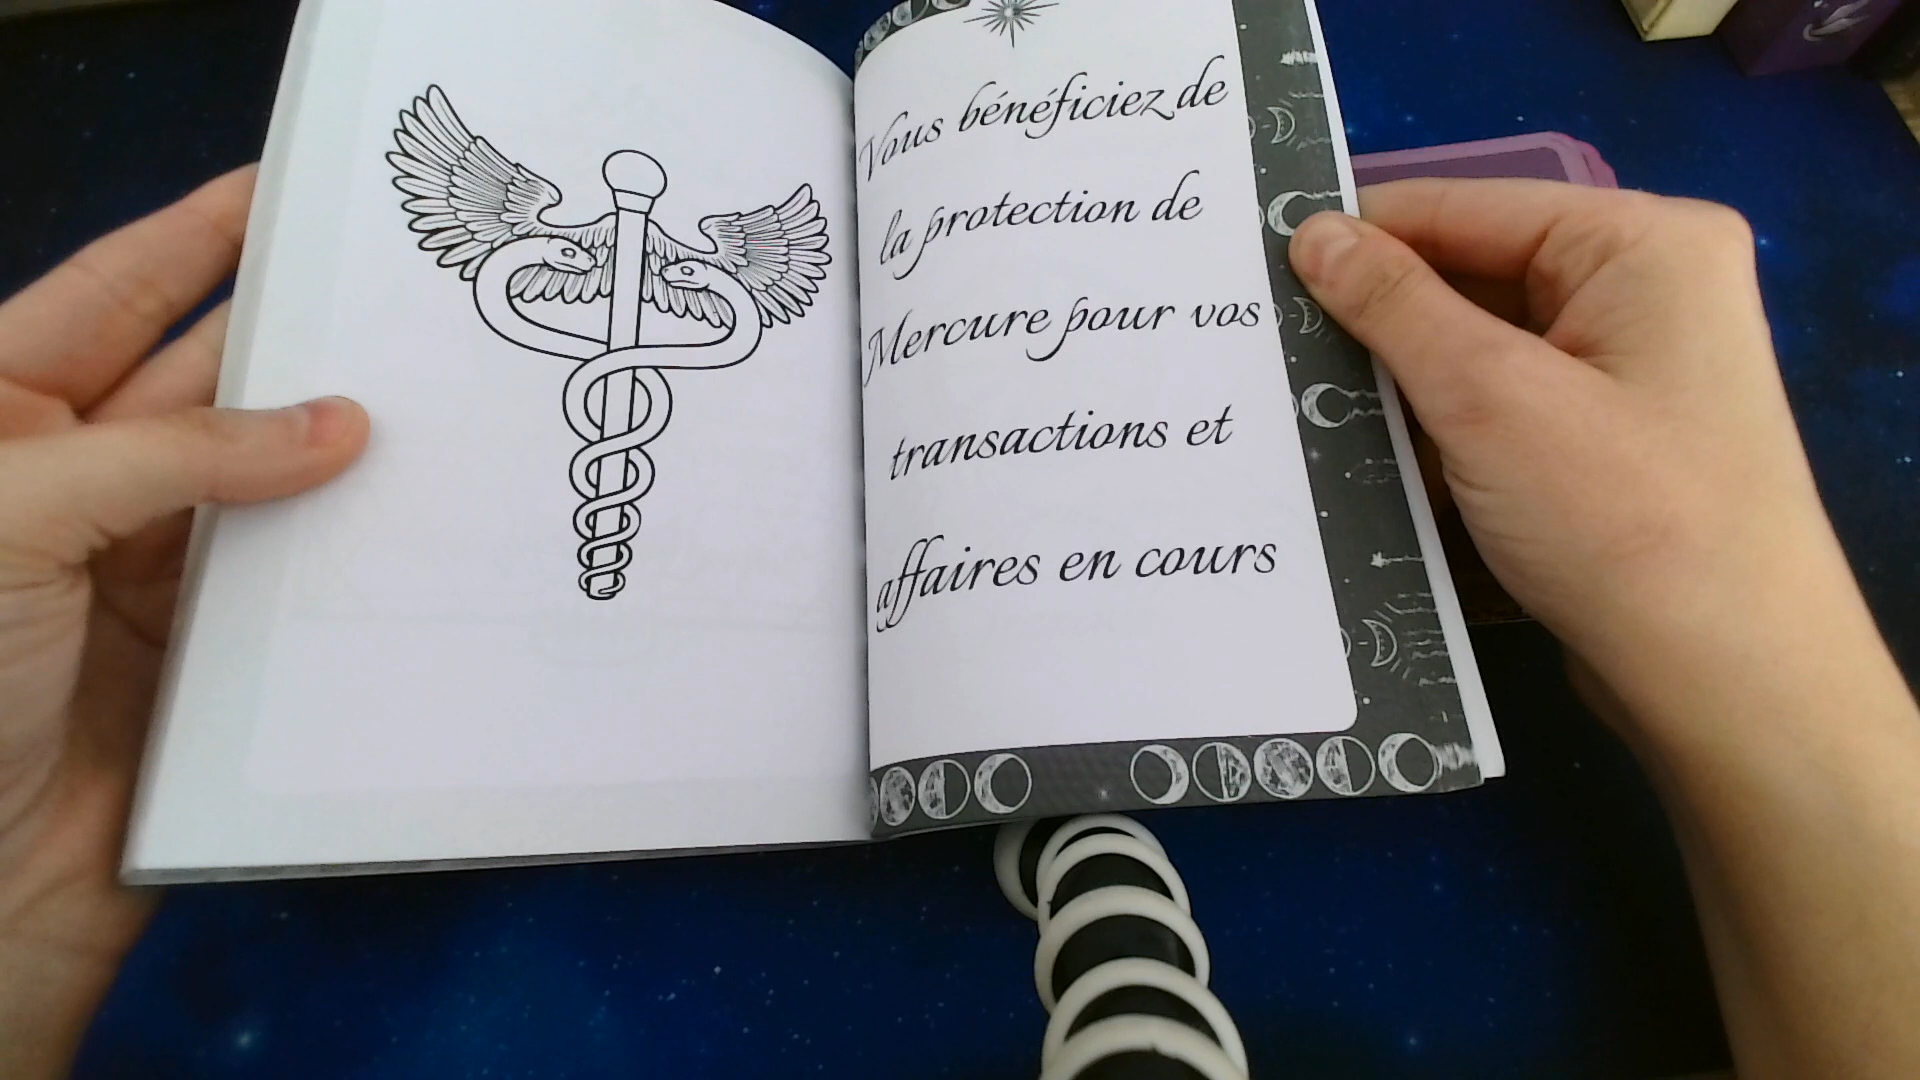 Vous bénéficiez de
la protection de
Mercure pour vos
transactions et
affaires en cours